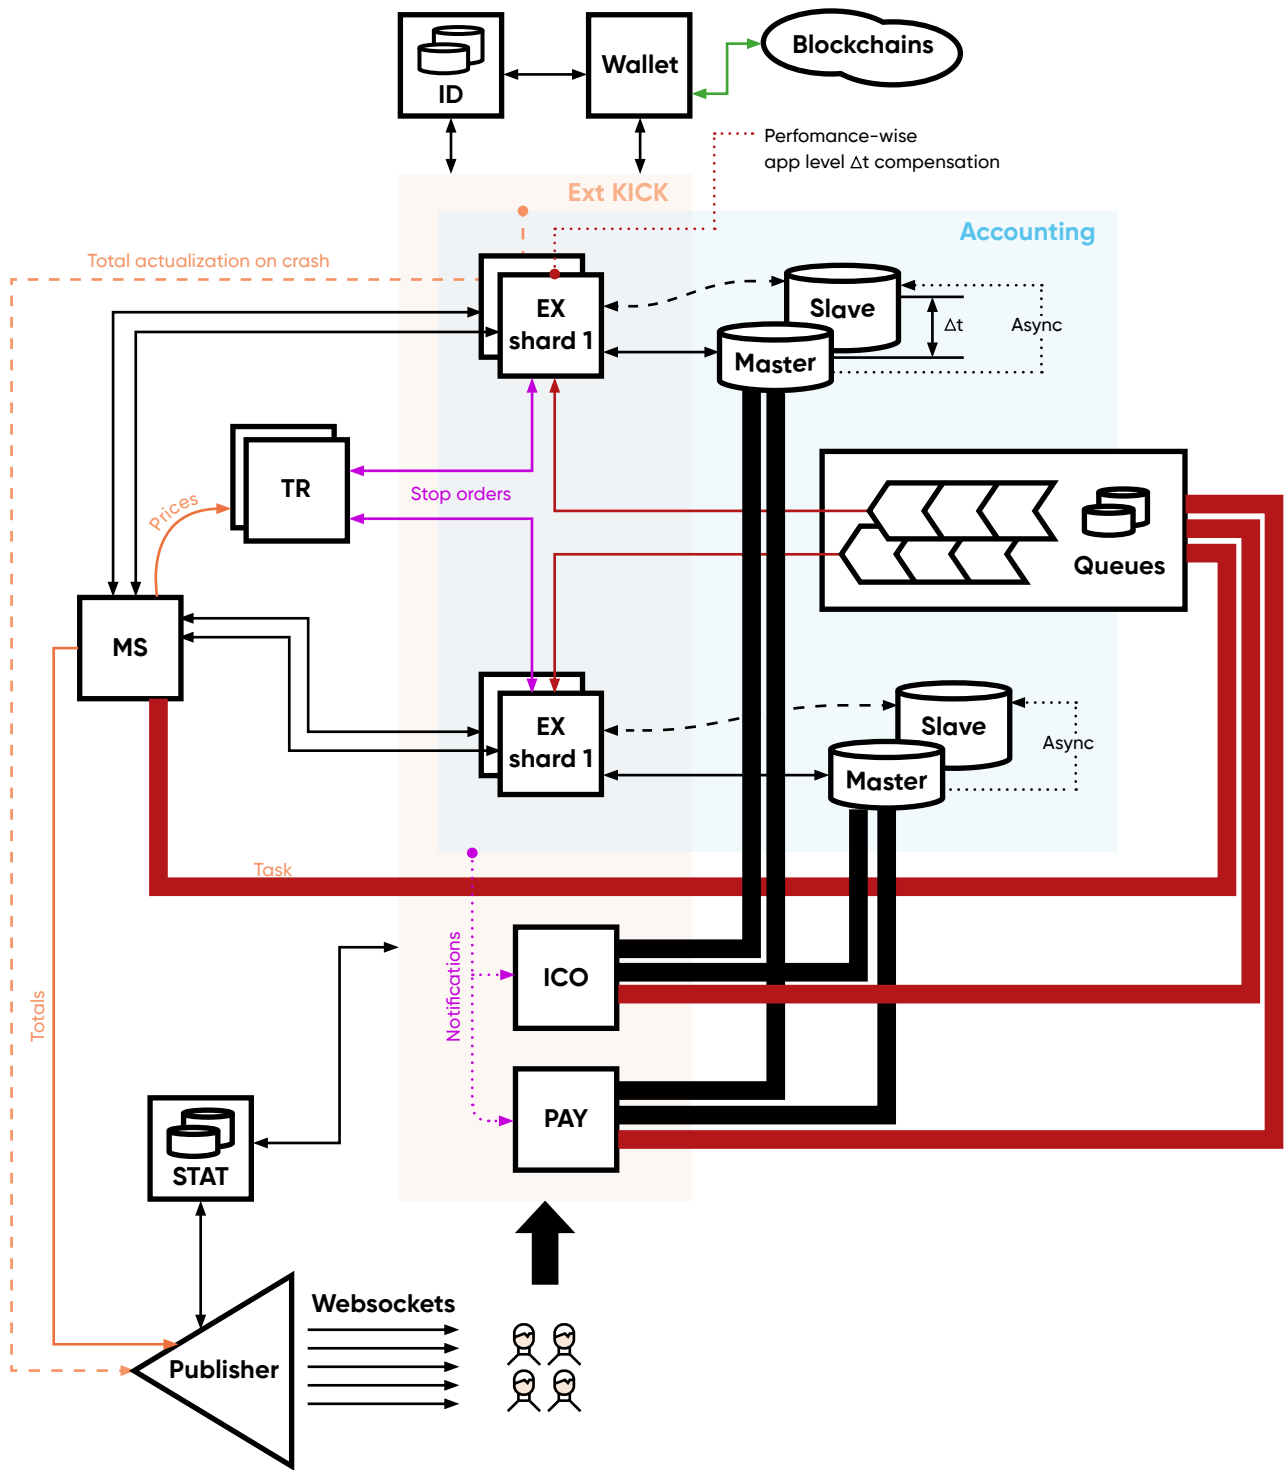 ID
Wallet
Blockchains
Perfomance-wise
app level Δt compensation
Ext KICK
Accounting
Total actualization on crash
EX
shard 1
Slave
Δt
Async
Master
TR
Stop orders
Prices
Queues
MS
EX
shard 1
Slave
Async
Master
Task
Notifications
ICO
Totals
PAY
STAT
Websockets
Publisher